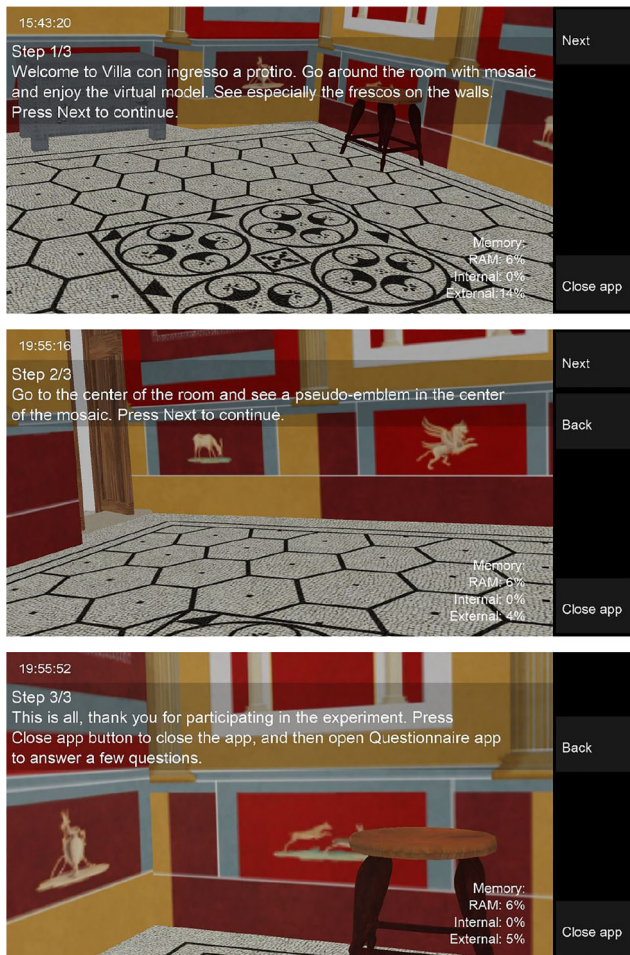 15:43:20
Step 1/3
Welcome to Villa con ingresso a protiro. Go around the room with mosaic
and enjoy the virtual model. See especially the frescos on the walls.
Press Next to continue.
Next
Memory:
RAM: 6%
Internal: 0%
External:14%
Close app
19:55:16
Step 2/3
Go to the center of the room and see a pseudo-emblem in the center
of the mosaic. Press Next to continue.
Next
Back
Memory:
RAM: 6%
Internal: 0%
External: 4%
Close app
19:55:52
Step 3/3
This is all, thank you for participating in the experiment. Press
Close app button to close the app, and then open Questionnaire app
to answer a few questions.
Back
Memory:
RAM: 6%
Internal: 0%
External: 5%
Close app